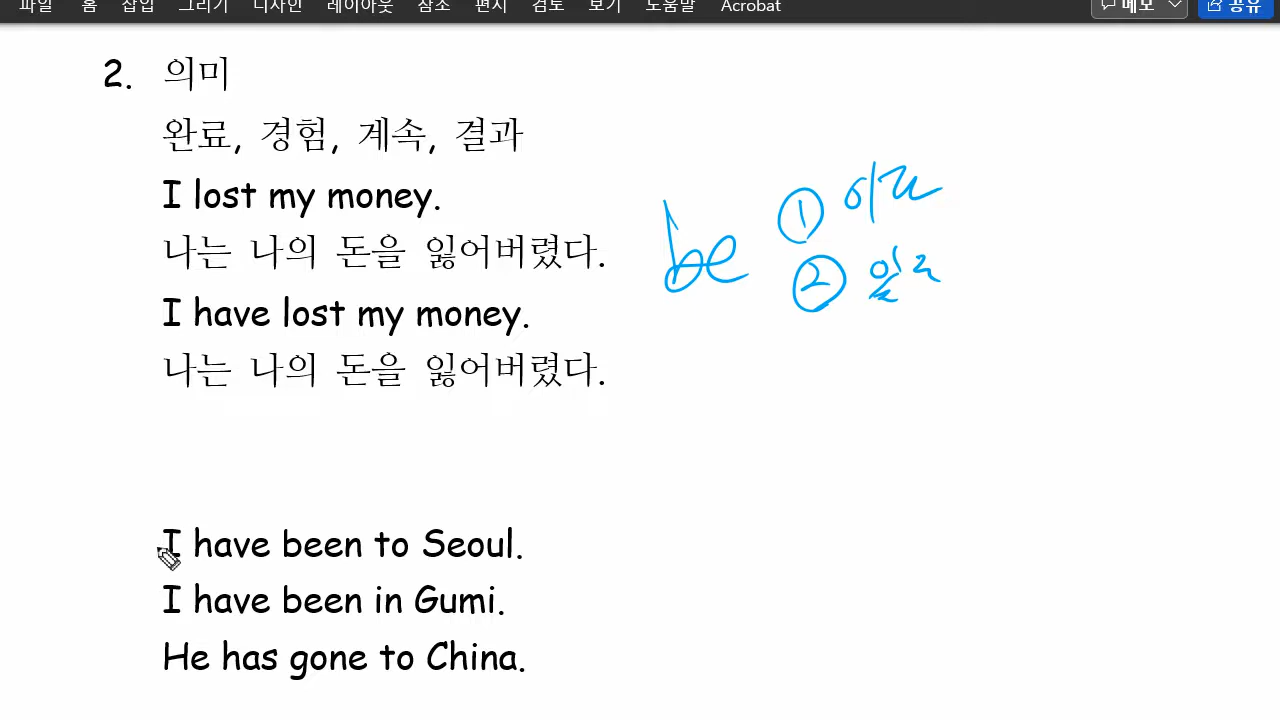 파일 홈 삽입 그리기 디자인 레이아웃 참조 편지 검토 보기 도움말 Acrobat 메모 공유
2. 의미
완료, 경험, 계속, 결과
I lost my money.
나는 나의 돈을 잃어버렸다.
I have lost my money.
나는 나의 돈을 잃어버렸다.
be ① 이다
② 있다
I have been to Seoul.
I have been in Gumi.
He has gone to China.